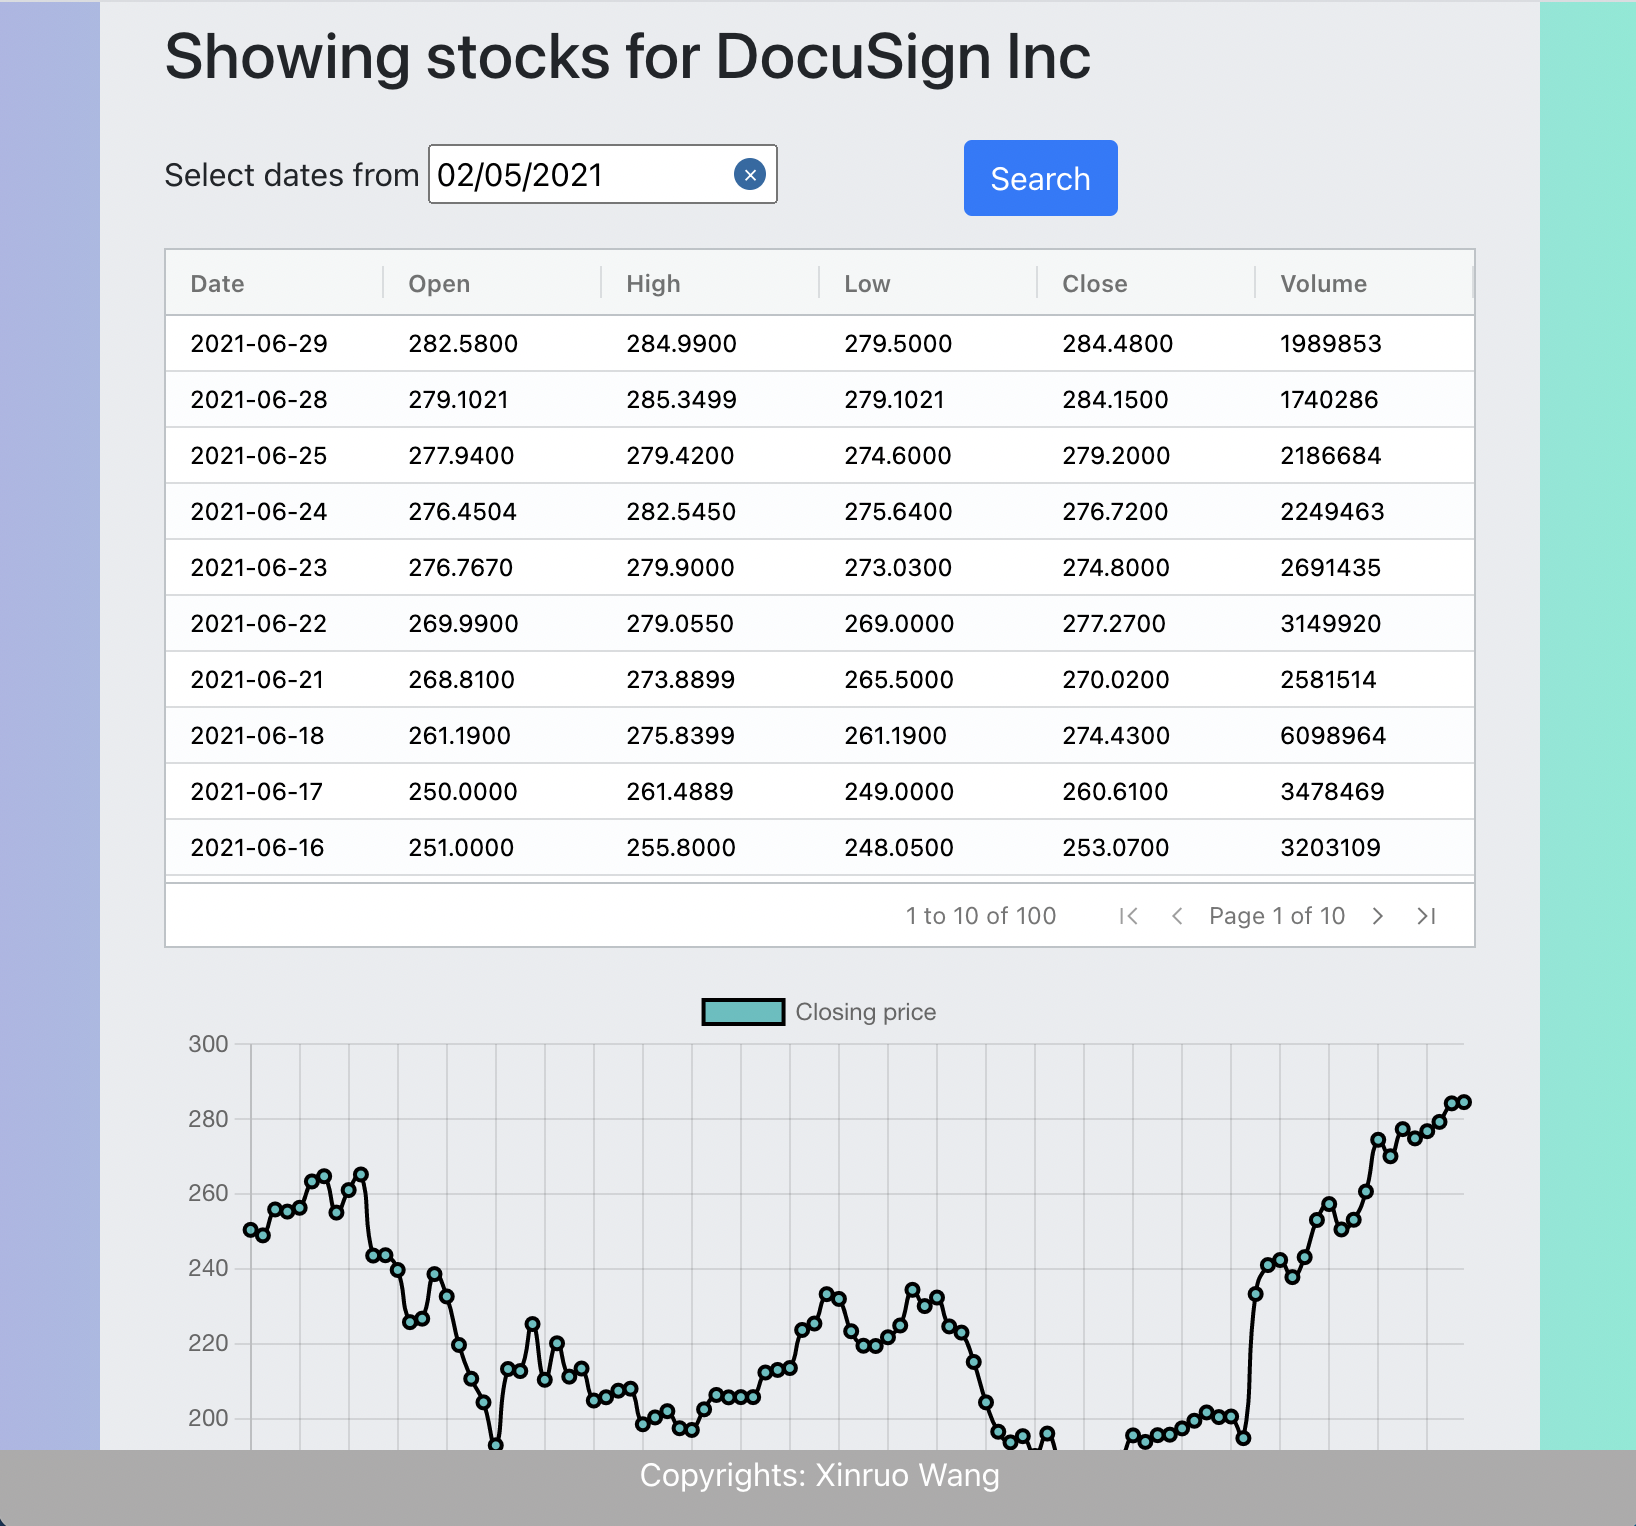 Showing stocks for DocuSign Inc
Select dates from 02/05/2021 Search
Date Open High Low Close Volume
2021-06-29 282.5800 284.9900 279.5000 284.4800 1989853
2021-06-28 279.1021 285.3499 279.1021 284.1500 1740286
2021-06-25 277.9400 279.4200 274.6000 279.2000 2186684
2021-06-24 276.4504 282.5450 275.6400 276.7200 2249463
2021-06-23 276.7670 279.9000 273.0300 274.8000 2691435
2021-06-22 269.9900 279.0550 269.0000 277.2700 3149920
2021-06-21 268.8100 273.8899 265.5000 270.0200 2581514
2021-06-18 261.1900 275.8399 261.1900 274.4300 6098964
2021-06-17 250.0000 261.4889 249.0000 260.6100 3478469
2021-06-16 251.0000 255.8000 248.0500 253.0700 3203109
1 to 10 of 100 Page 1 of 10
Closing price
300
280
260
240
220
200
Copyrights: Xinruo Wang